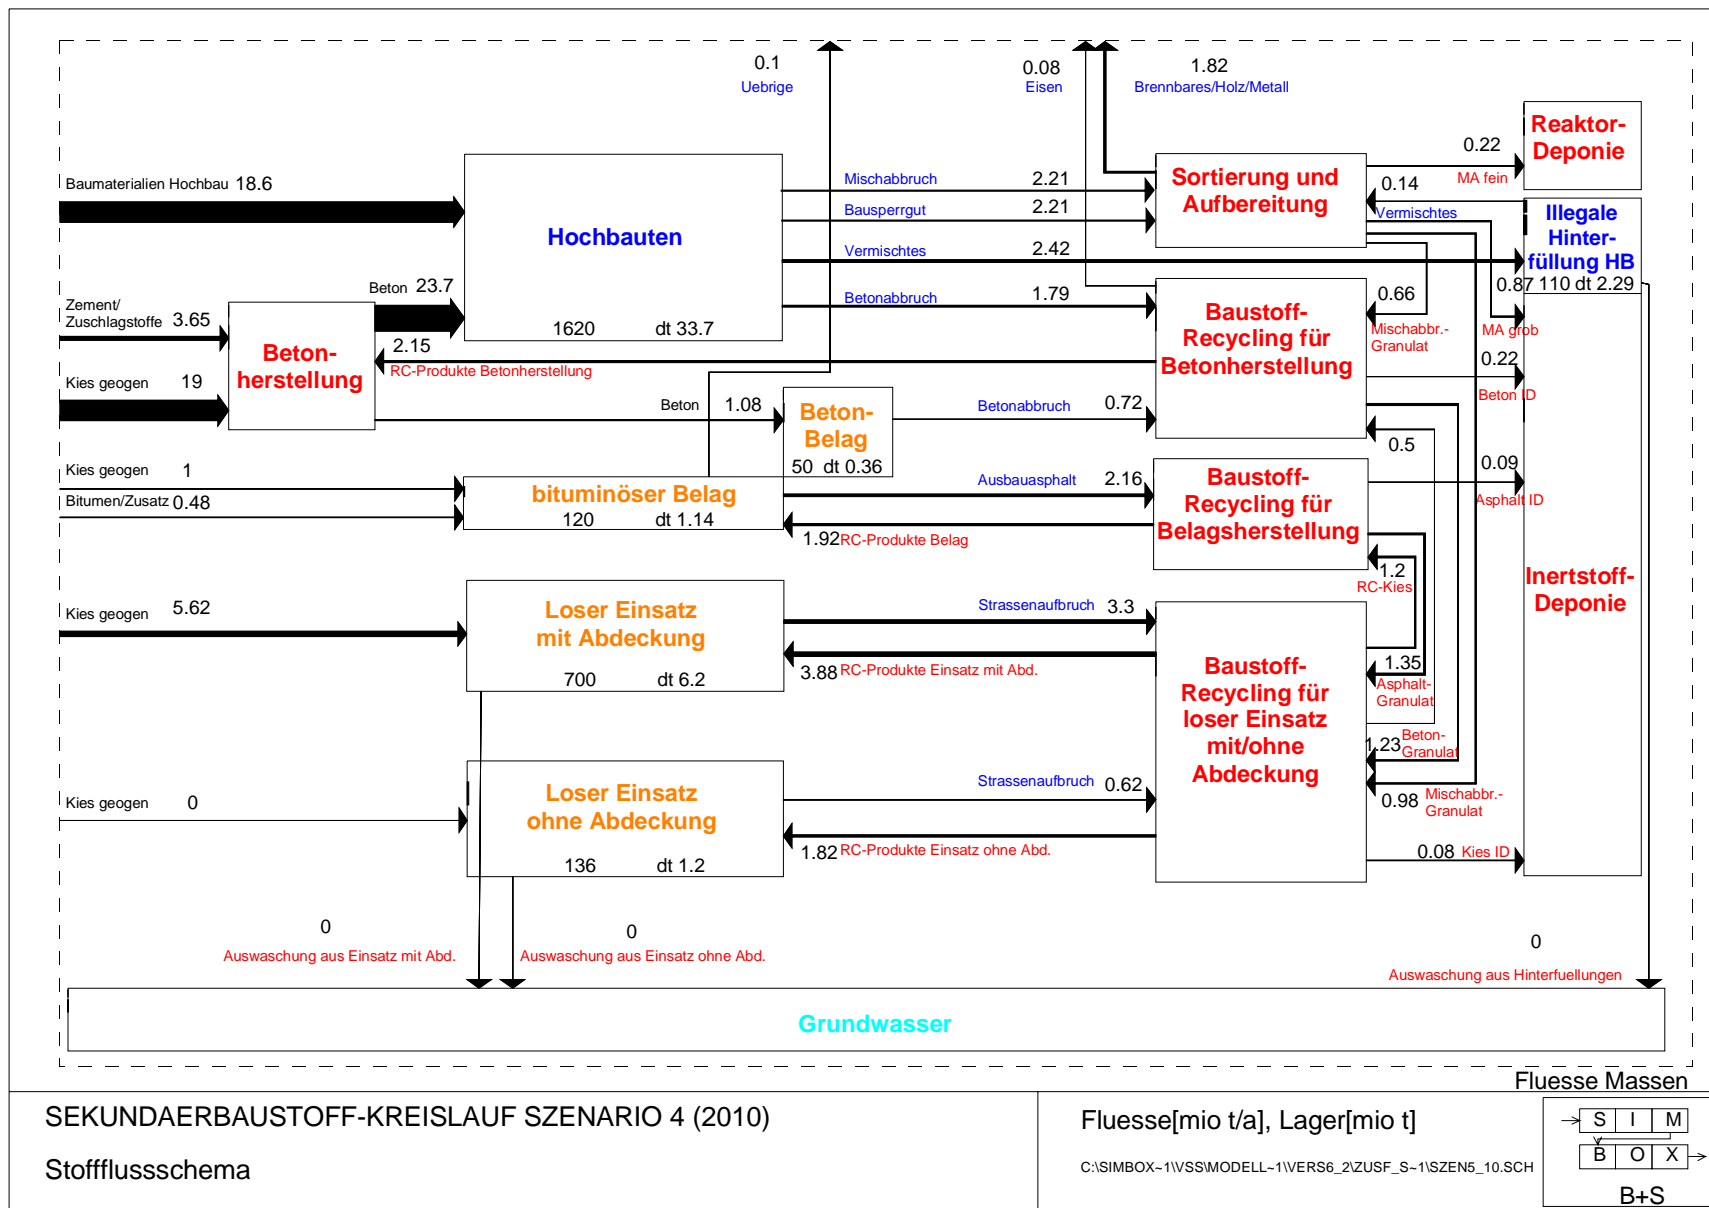 0.1
Uebrige
0.08
Eisen
1.82
Brennbares/Holz/Metall
Reaktor-
Deponie
0.22
MA fein
Baumaterialien Hochbau 18.6
Hochbauten
1620 dt 33.7
Mischabbruch 2.21
Bausperrgut 2.21
Vermischtes 2.42
Betonabbruch 1.79
Sortierung und
Aufbereitung
0.14
Vermischtes
Illegale
Hinter-
füllung HB
110 dt 2.29
0.87
MA grob
0.66
Mischabbr.-
Granulat
Zement/
Zuschlagstoffe 3.65
Beton 23.7
Beton-
herstellung
2.15
RC-Produkte Betonherstellung
Baustoff-
Recycling für
Betonherstellung
0.22
Beton ID
Kies geogen 19
Beton 1.08
Beton-
Belag
50 dt 0.36
Betonabbruch 0.72
0.5
Kies geogen 1
Bitumen/Zusatz 0.48
bituminöser Belag
120 dt 1.14
Ausbauasphalt 2.16
1.92 RC-Produkte Belag
Baustoff-
Recycling für
Belagsherstellung
0.09
Asphalt ID
1.2
RC-Kies
Inertstoff-
Deponie
Kies geogen 5.62
Loser Einsatz
mit Abdeckung
700 dt 6.2
Strassenaufbruch 3.3
3.88 RC-Produkte Einsatz mit Abd.
Baustoff-
Recycling für
loser Einsatz
mit/ohne
Abdeckung
1.35
Asphalt-
Granulat
1.23
Beton-
Granulat
0.98
Mischabbr.-
Granulat
Kies geogen 0
Loser Einsatz
ohne Abdeckung
136 dt 1.2
Strassenaufbruch 0.62
1.82 RC-Produkte Einsatz ohne Abd.
0.08 Kies ID
0
Auswaschung aus Einsatz mit Abd.
0
Auswaschung aus Einsatz ohne Abd.
0
Auswaschung aus Hinterfuellungen
Grundwasser
Fluesse Massen
SEKUNDAERBAUSTOFF-KREISLAUF SZENARIO 4 (2010)
Stoffflussschema
Fluesse[mio t/a], Lager[mio t]
C:\SIMBOX~1\VSS\MODELL~1\VERS6_2\ZUSF_S~1\SZEN5_10.SCH
S I M
B O X
B+S